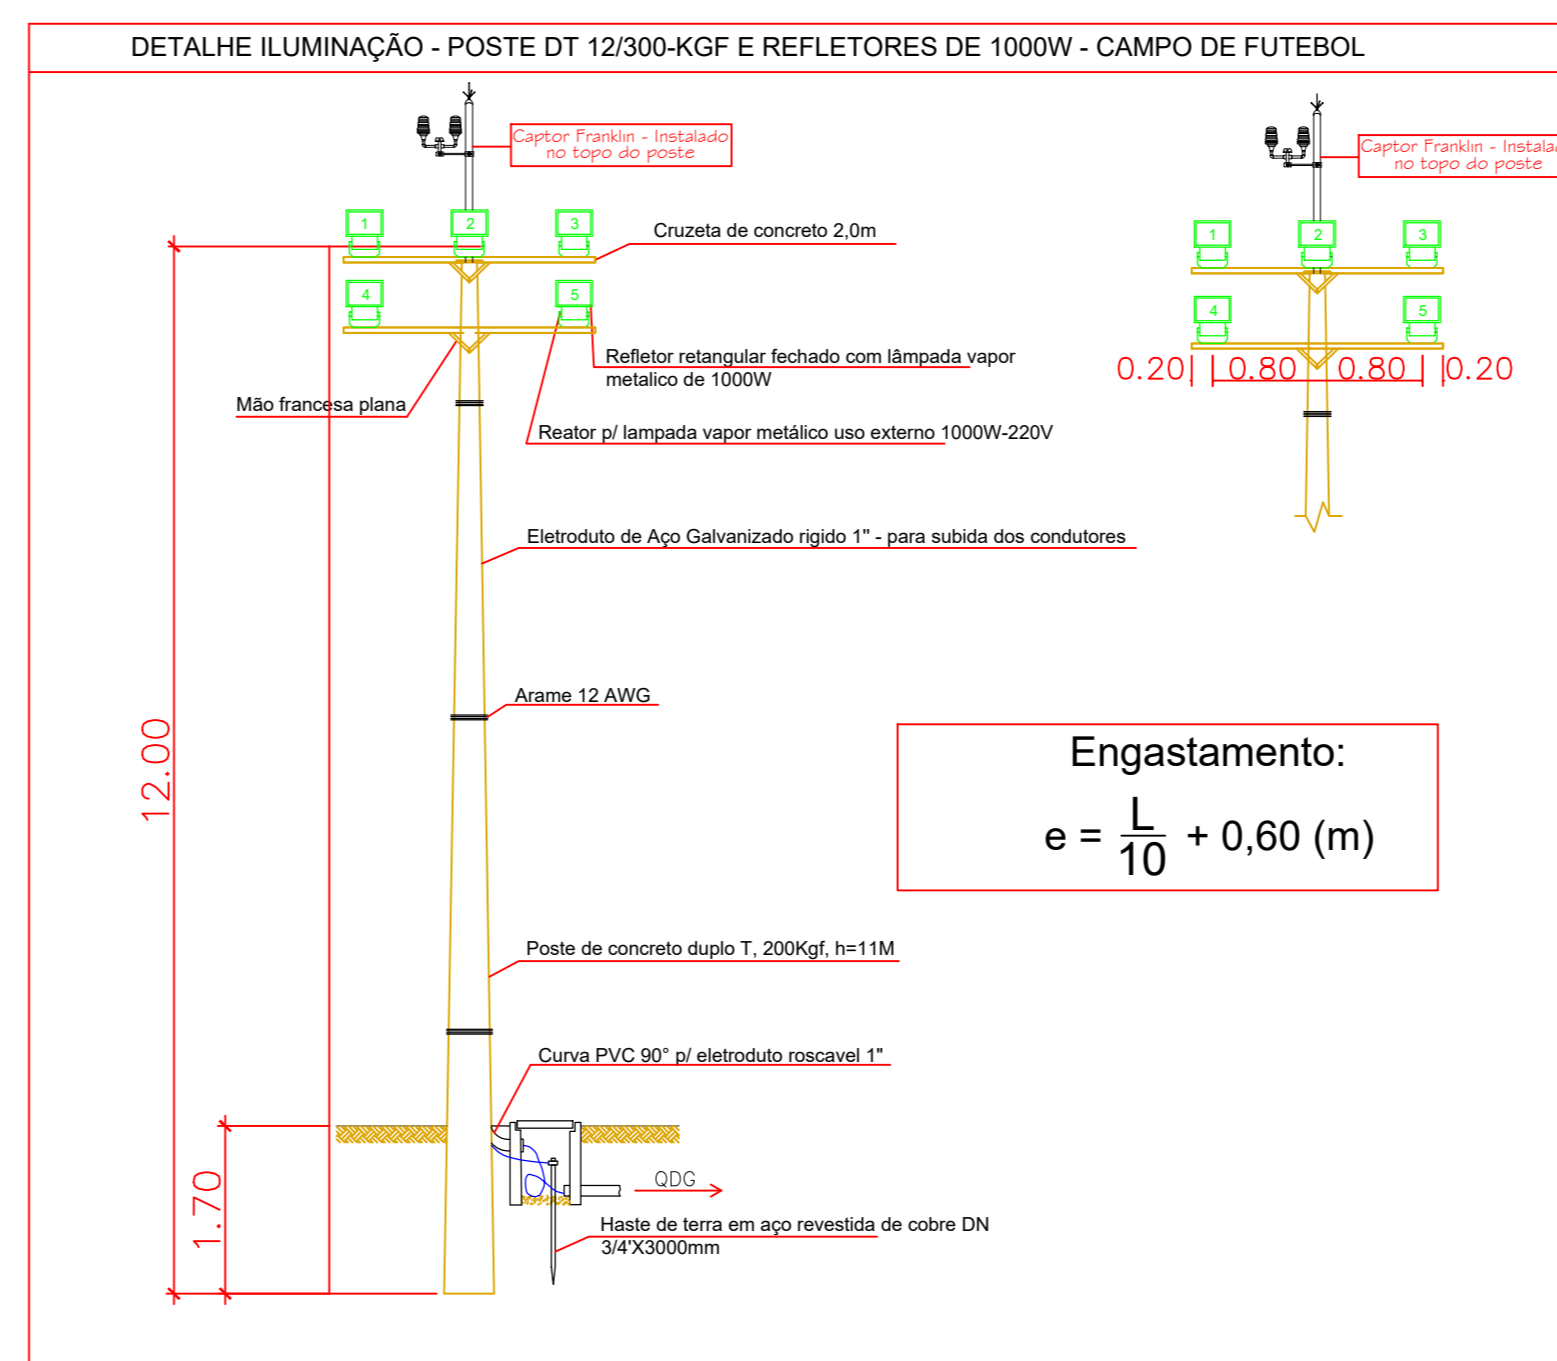 DETALHE ILUMINAÇÃO - POSTE DT 12/300-KGF E REFLETORES DE 1000W - CAMPO DE FUTEBOL
Captor Franklin - Instalado
no topo do poste
1
2
3
Cruzeta de concreto 2,0m
4
5
Refletor retangular fechado com lâmpada vapor
metalico de 1000W
Mão francesa plana
Reator p/ lampada vapor metálico uso externo 1000W-220V
Eletroduto de Aço Galvanizado rigido 1" - para subida dos condutores
Arame 12 AWG
12.00
Poste de concreto duplo T, 200Kgf, h=11M
Curva PVC 90° p/ eletroduto roscavel 1"
1.70
QDG
Haste de terra em aço revestida de cobre DN
3/4'X3000mm
Captor Franklin - Instalad
no topo do poste
1
2
3
4
5
0.20 0.80 0.80 0.20
Engastamento:
e = L/10 + 0,60 (m)